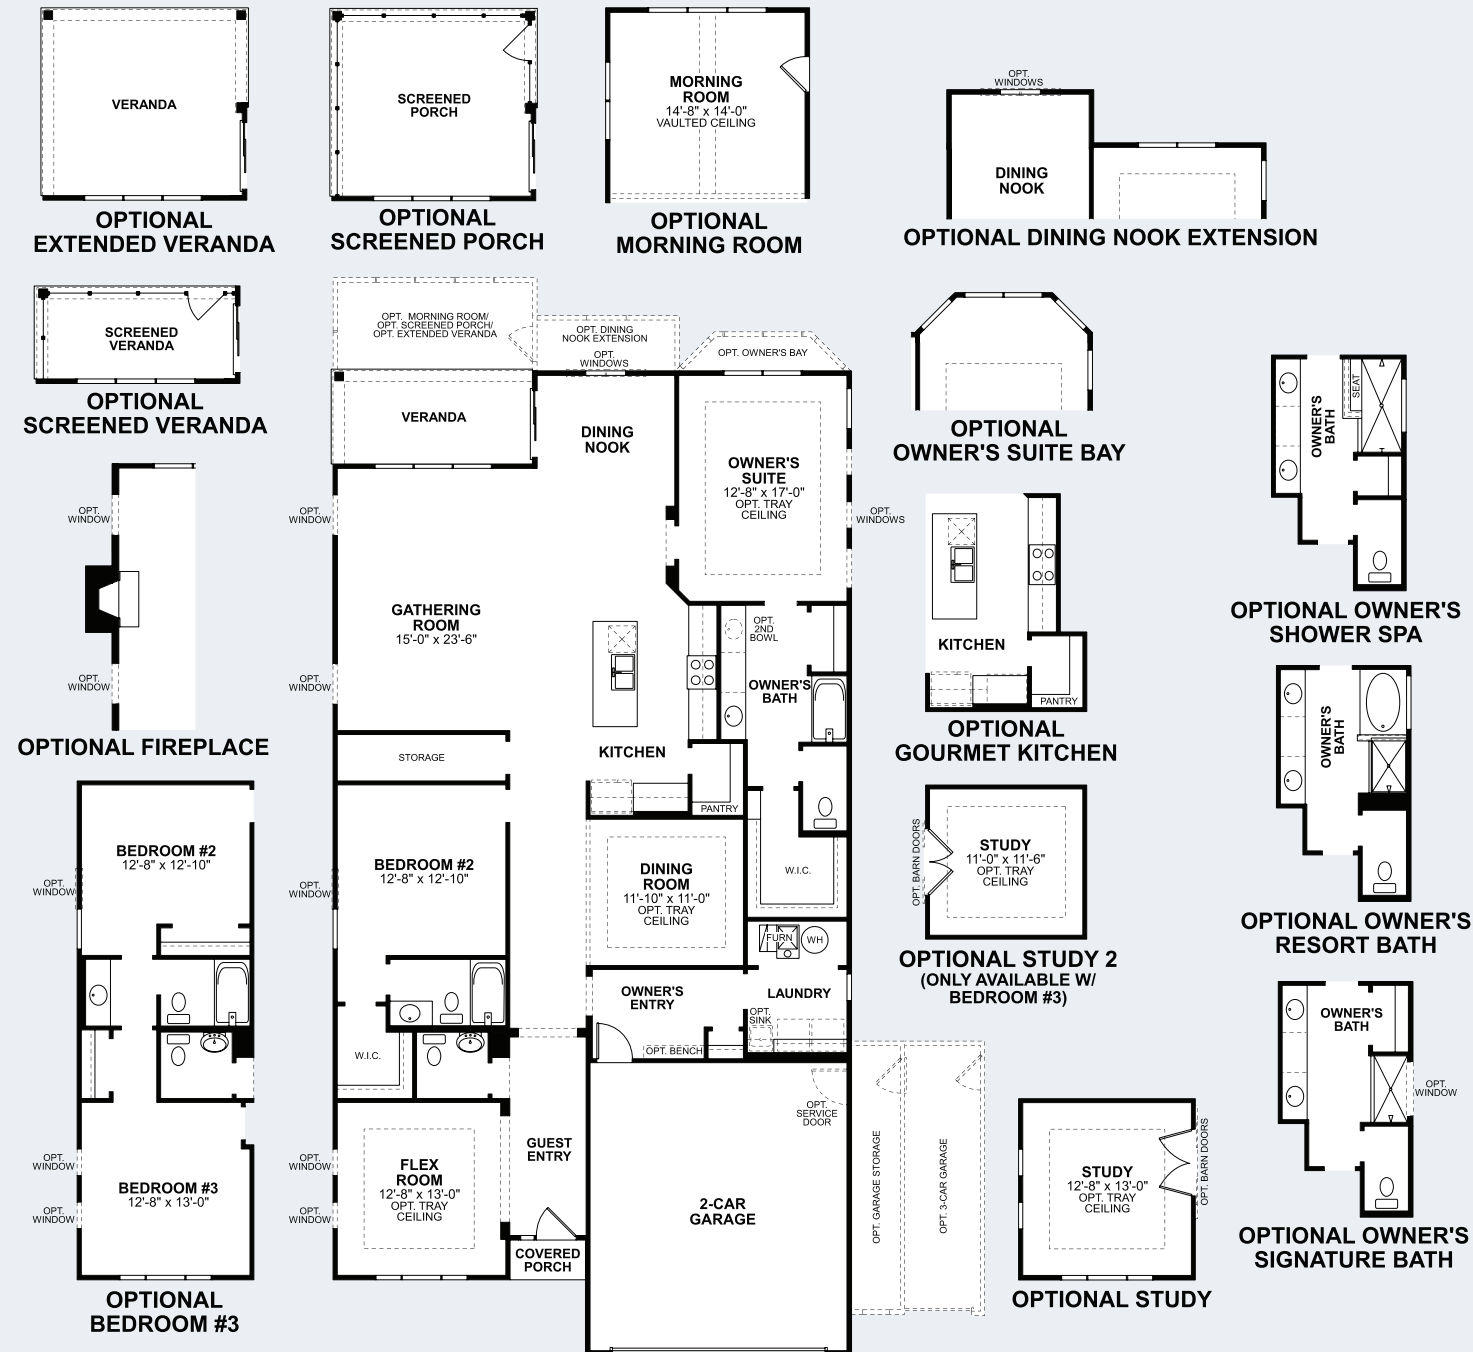 VERANDA
OPTIONAL
EXTENDED VERANDA
SCREENED
PORCH
OPTIONAL
SCREENED PORCH
MORNING
ROOM
14'-8" x 14'-0"
VAULTED CEILING
OPTIONAL
MORNING ROOM
OPT.
WINDOWS
DINING
NOOK
OPTIONAL DINING NOOK EXTENSION
SCREENED
VERANDA
OPTIONAL
SCREENED VERANDA
OPT. MORNING ROOM/
OPT. SCREENED PORCH/
OPT. EXTENDED VERANDA
OPT. DINING
NOOK EXTENSION
OPT.
WINDOWS
OPT. OWNER'S BAY
VERANDA
DINING
NOOK
OWNER'S
SUITE
12'-8" x 17'-0"
OPT. TRAY
CEILING
OPT.
WINDOWS
OPT.
WINDOW
OPT.
WINDOW
GATHERING
ROOM
15'-0" x 23'-6"
OPT.
2ND
BOWL
OWNER'S
BATH
KITCHEN
STORAGE
PANTRY
BEDROOM #2
12'-8" x 12'-10"
OPT.
WINDOW
DINING
ROOM
11'-10" x 11'-0"
OPT. TRAY
CEILING
W.I.C.
FURN
WH
OWNER'S
ENTRY
LAUNDRY
OPT.
SINK
OPT. BENCH
W.I.C.
OPT.
SERVICE
DOOR
GUEST
ENTRY
FLEX
ROOM
12'-8" x 13'-0"
OPT. TRAY
CEILING
OPT.
WINDOW
OPT.
WINDOW
COVERED
PORCH
2-CAR
GARAGE
OPT. GARAGE STORAGE
OPT. 3-CAR GARAGE
OPT.
WINDOW
OPT.
WINDOW
OPTIONAL FIREPLACE
BEDROOM #2
12'-8" x 12'-10"
OPT.
WINDOW
BEDROOM #3
12'-8" x 13'-0"
OPT.
WINDOW
OPT.
WINDOW
OPTIONAL
BEDROOM #3
OPTIONAL
OWNER'S SUITE BAY
KITCHEN
PANTRY
OPTIONAL
GOURMET KITCHEN
OPT. BARN DOORS
STUDY
11'-0" x 11'-6"
OPT. TRAY
CEILING
OPTIONAL STUDY 2
(ONLY AVAILABLE W/
BEDROOM #3)
STUDY
12'-8" x 13'-0"
OPT. TRAY
CEILING
OPT. BARN DOORS
OPTIONAL STUDY
OWNER'S
BATH
SEAT
OPTIONAL OWNER'S
SHOWER SPA
OWNER'S
BATH
OPTIONAL OWNER'S
RESORT BATH
OWNER'S
BATH
OPT.
WINDOW
OPTIONAL OWNER'S
SIGNATURE BATH